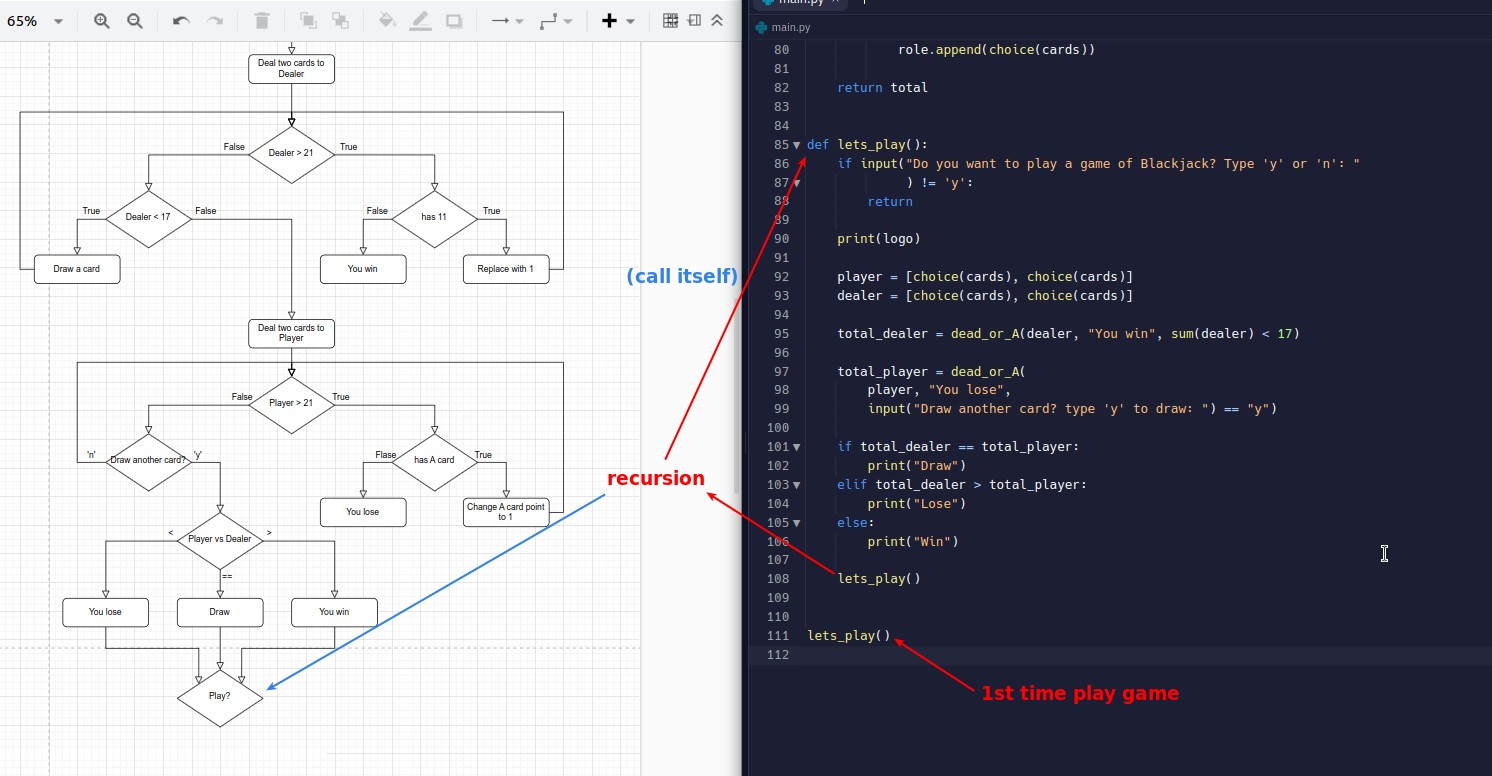 65%
Deal two cards to
Dealer
Dealer > 21
False
True
Dealer < 17
True
False
has 11
False
True
Draw a card
You win
Replace with 1
Deal two cards to
Player
Player > 21
False
True
Draw another card?
'n'
'y'
has A card
Flase
True
You lose
Change A card point
to 1
Player vs Dealer
<
>
==
You lose
Draw
You win
Play?
(call itself)
recursion
1st time play game
main.py
main.py
80 role.append(choice(cards))
81
82 return total
83
84
85 def lets_play():
86 if input("Do you want to play a game of Blackjack? Type 'y' or 'n': "
87 ) != 'y':
88 return
89
90 print(logo)
91
92 player = [choice(cards), choice(cards)]
93 dealer = [choice(cards), choice(cards)]
94
95 total_dealer = dead_or_A(dealer, "You win", sum(dealer) < 17)
96
97 total_player = dead_or_A(
98 player, "You lose",
99 input("Draw another card? type 'y' to draw: ") == "y")
100
101 if total_dealer == total_player:
102 print("Draw")
103 elif total_dealer > total_player:
104 print("Lose")
105 else:
106 print("Win")
107
108 lets_play()
109
110
111 lets_play()
112